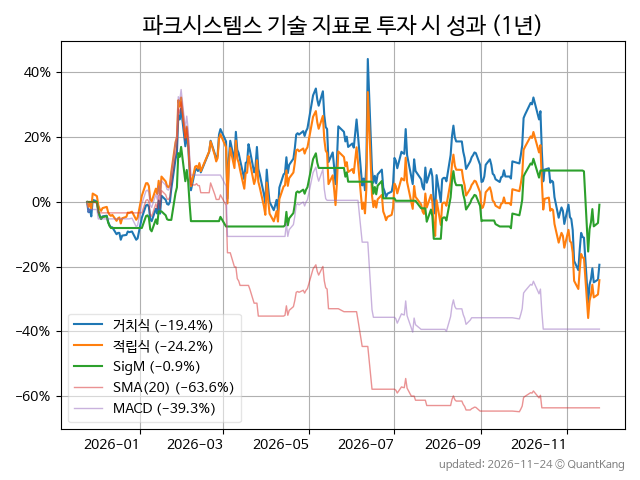 파크시스템스 기술 지표로 투자 시 성과 (1년)
40%
20%
0%
−20%
−40%
−60%
거치식 (−19.4%)
적립식 (−24.2%)
SigM (−0.9%)
SMA(20) (−63.6%)
MACD (−39.3%)
2026−01 2026−03 2026−05 2026−07 2026−09 2026−11
updated: 2026−11−24 ⓒ QuantKang